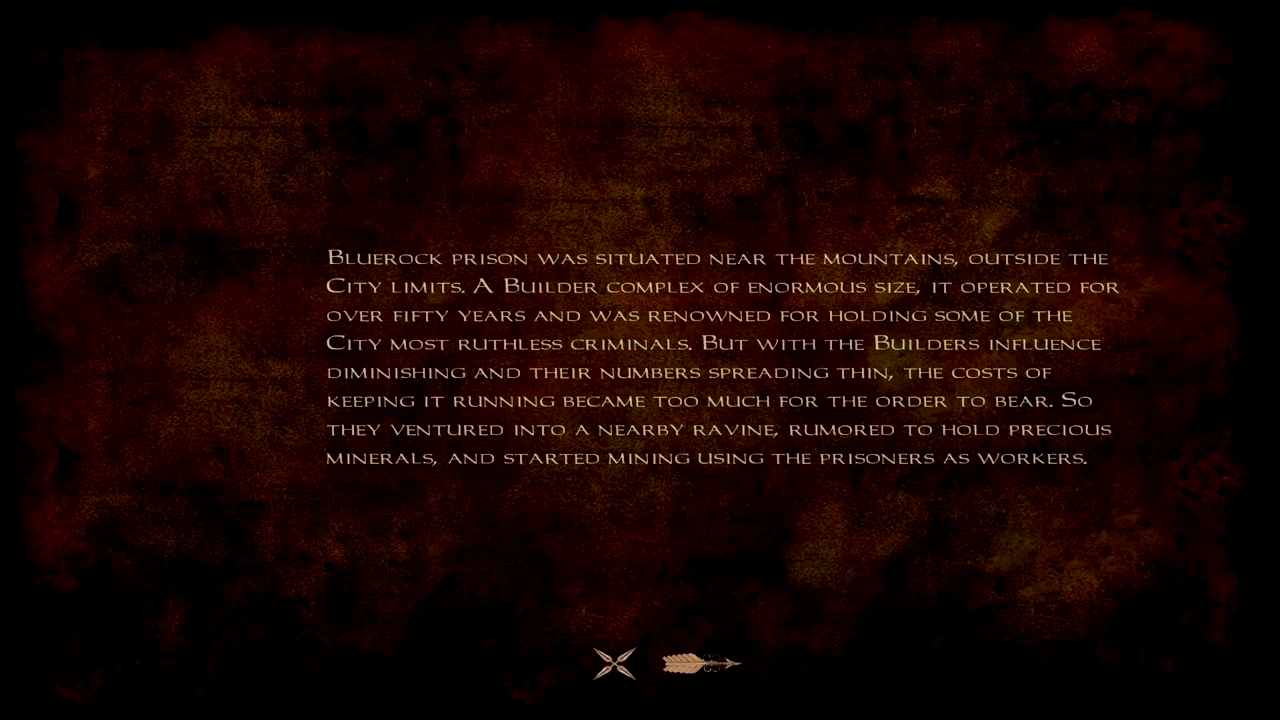 Bluerock prison was situated near the mountains, outside the
City limits. A Builder complex of enormous size, it operated for
over fifty years and was renowned for holding some of the
City most ruthless criminals. But with the Builders influence
diminishing and their numbers spreading thin, the costs of
keeping it running became too much for the order to bear. So
they ventured into a nearby ravine, rumored to hold precious
minerals, and started mining using the prisoners as workers.